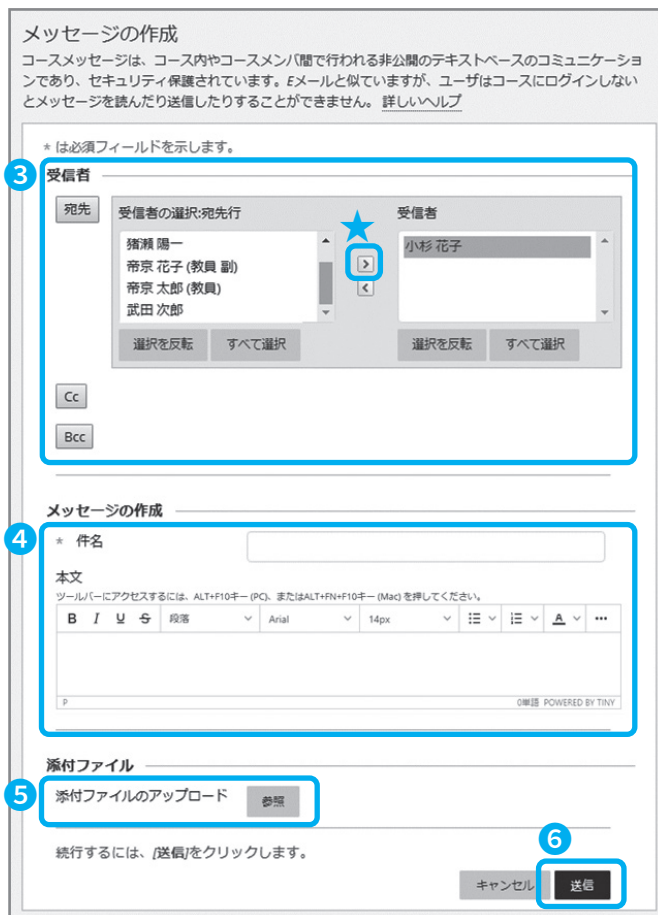 メッセージの作成
コースメッセージは、コース内やコースメンバ間で行われる非公開のテキストベースのコミュニケーショ
ンであり、セキュリティ保護されています。Eメールと似ていますが、ユーザはコースにログインしない
とメッセージを読んだり送信したりすることができません。 詳しいヘルプ
* は必須フィールドを示します。
③ 受信者
宛先 受信者の選択:宛先行 受信者
猪瀬 陽一
帝京 花子 (教員 副)
帝京 太郎 (教員)
武田 次郎
★
>
<
小杉 花子
選択を反転 すべて選択 選択を反転 すべて選択
Cc
Bcc
メッセージの作成
④ * 件名
本文
ツールバーにアクセスするには、ALT+F10キー (PC)、またはALT+FN+F10キー (Mac) を押してください。
B I U S 段落 Arial 14px A •••
P 0単語 POWERED BY TINY
添付ファイル
⑤ 添付ファイルのアップロード 参照
続行するには、[送信]をクリックします。
⑥
キャンセル 送信